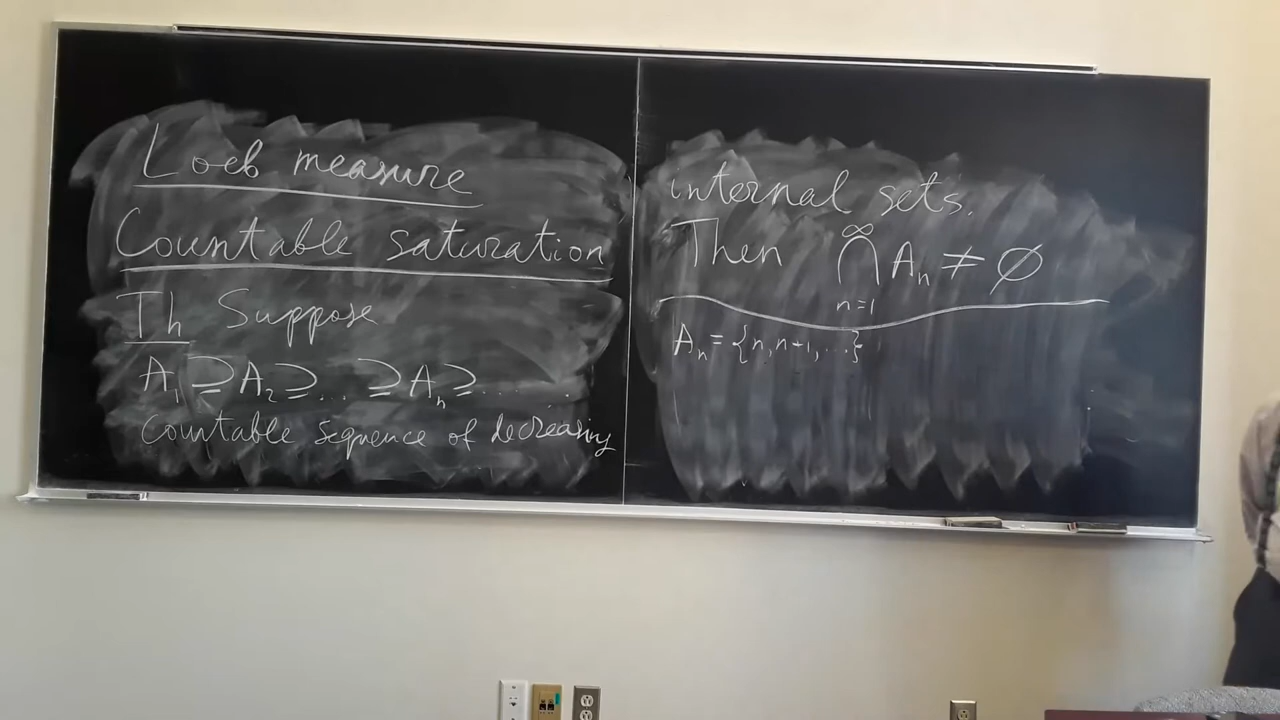 Loeb measure
Countable saturation
Th Suppose
A₁ ⊇ A₂ ⊇ ... ⊇ Aₙ ⊇ ......
countable sequence of decreasing
internal sets.
Then ∞⋂n=1 Aₙ ≠ ∅
Aₙ = {n, n+1, ...}